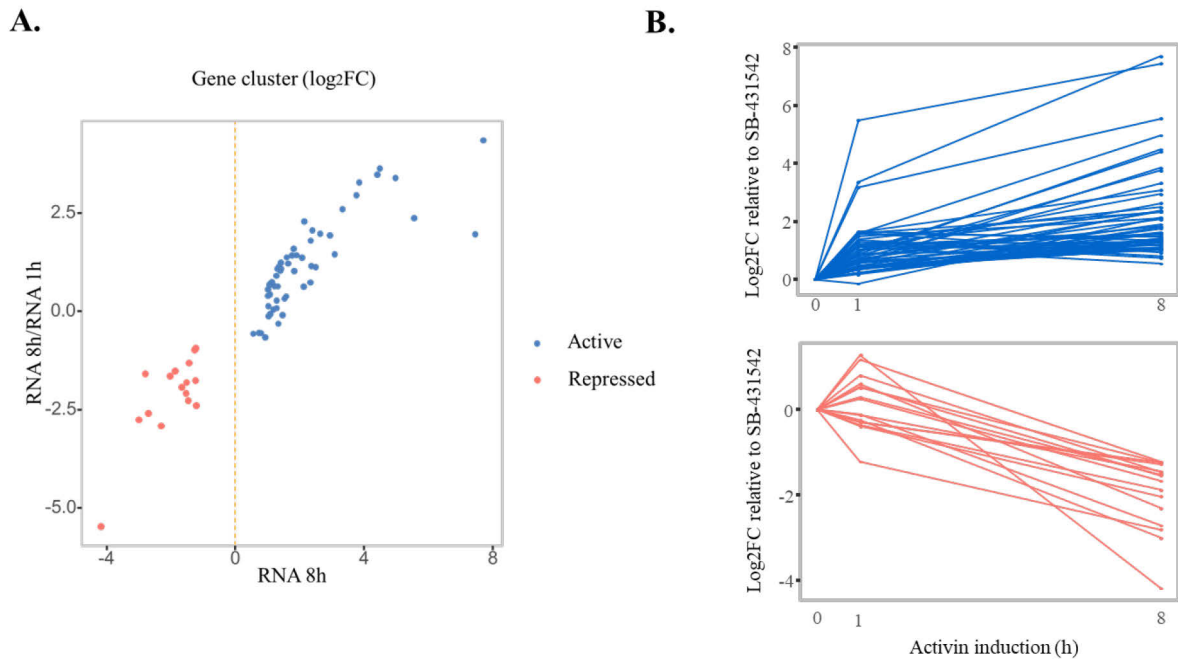 A.
Gene cluster (log2FC)
RNA 8h/RNA 1h
2.5
0.0
-2.5
-5.0
-4
0
4
8
RNA 8h
Active
Repressed
B.
Log2FC relative to SB-431542
8
6
4
2
0
0
1
8
Log2FC relative to SB-431542
0
-2
-4
0
1
8
Activin induction (h)